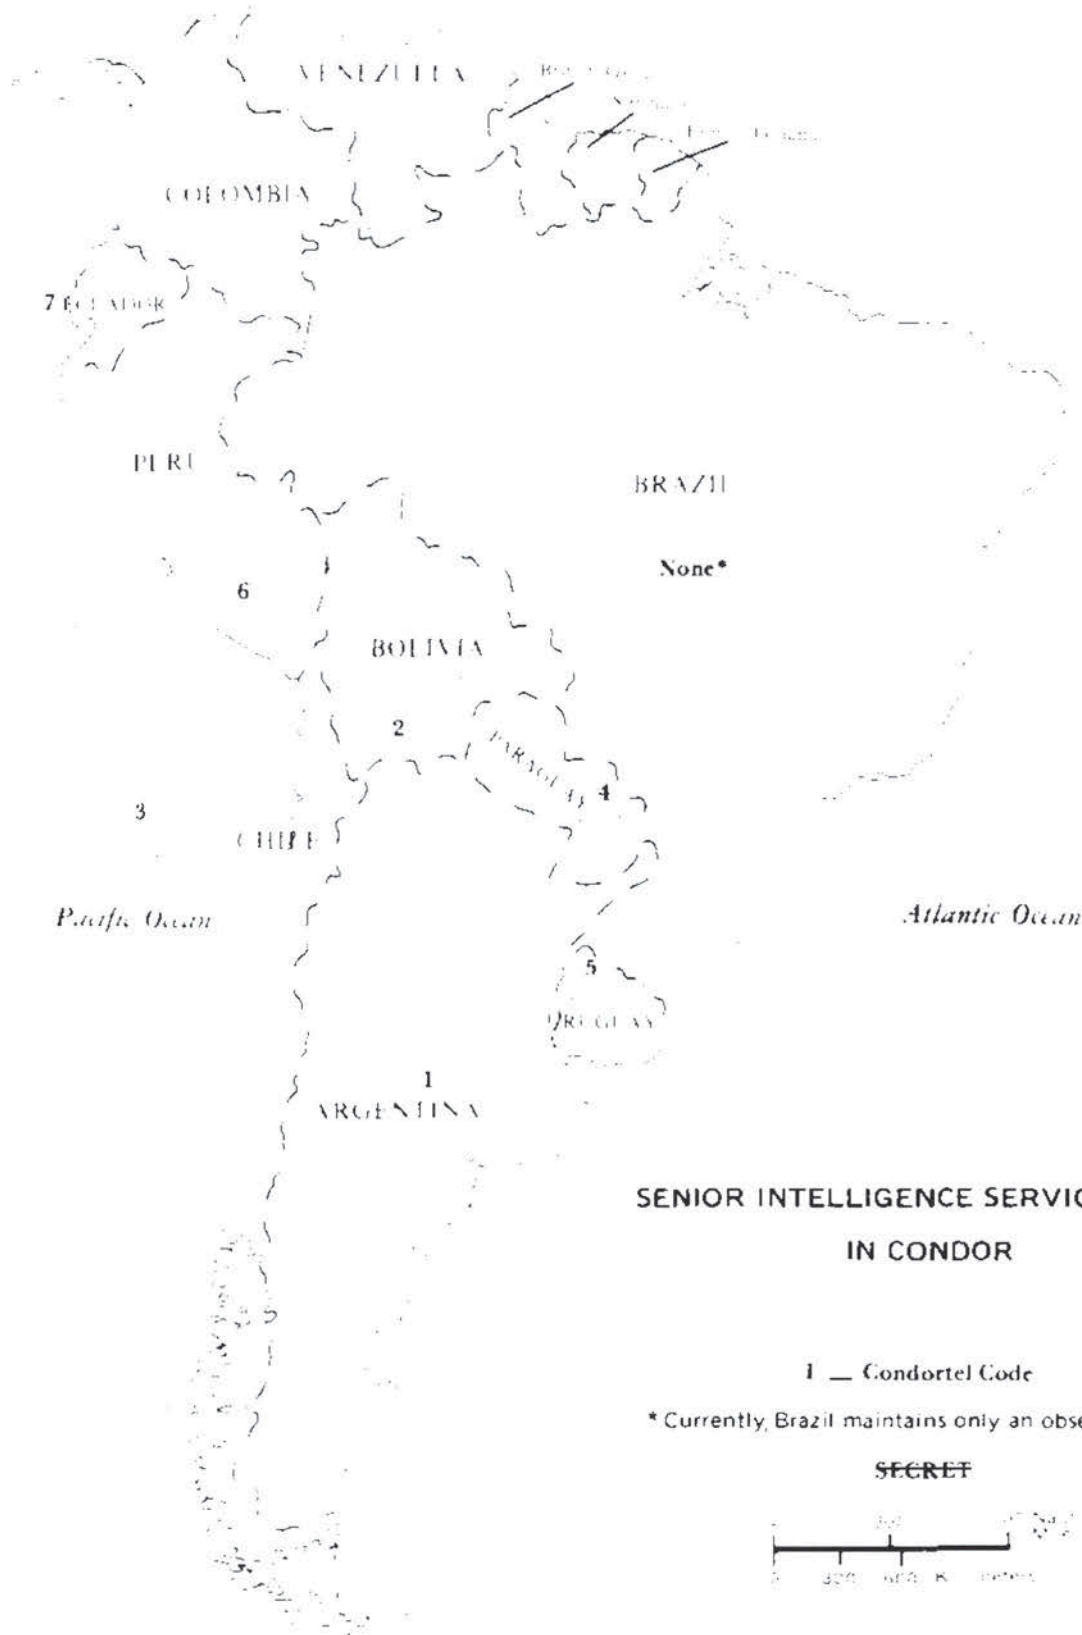 VENEZUELA
COLOMBIA
7 ECUADOR
PERU
BRAZIL
None*
6
BOLIVIA
2
PARAGUAY
4
3
CHILE
Pacific Ocean
Atlantic Ocean
5
URUGUAY
1
ARGENTINA
SENIOR INTELLIGENCE SERVIC
IN CONDOR
1 — Condortel Code
* Currently, Brazil maintains only an obse
SECRET